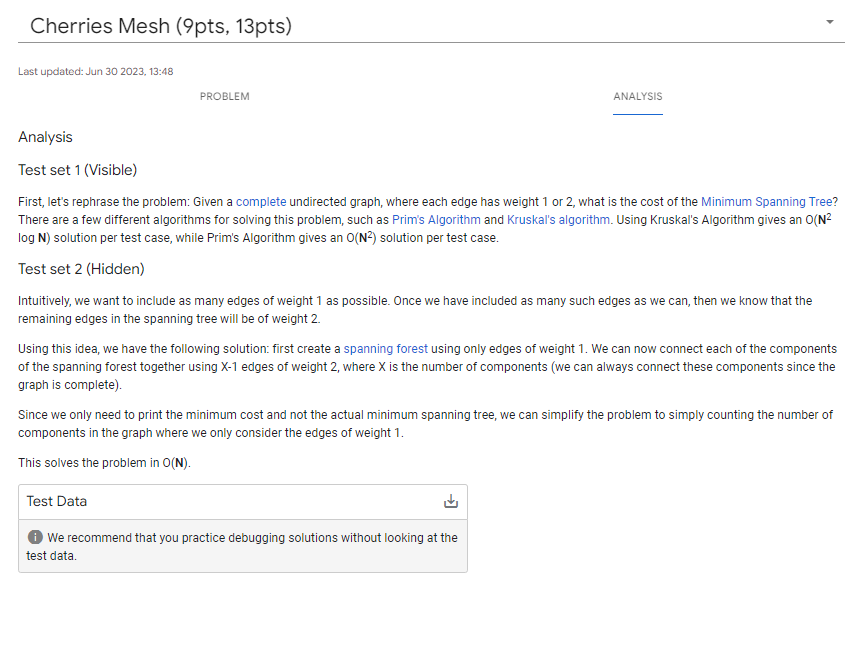 Cherries Mesh (9pts, 13pts)
Last updated: Jun 30 2023, 13:48
PROBLEM
ANALYSIS
Analysis
Test set 1 (Visible)
First, let's rephrase the problem: Given a complete undirected graph, where each edge has weight 1 or 2, what is the cost of the Minimum Spanning Tree?
There are a few different algorithms for solving this problem, such as Prim's Algorithm and Kruskal's algorithm. Using Kruskal's Algorithm gives an O(N²
log N) solution per test case, while Prim's Algorithm gives an O(N²) solution per test case.
Test set 2 (Hidden)
Intuitively, we want to include as many edges of weight 1 as possible. Once we have included as many such edges as we can, then we know that the
remaining edges in the spanning tree will be of weight 2.
Using this idea, we have the following solution: first create a spanning forest using only edges of weight 1. We can now connect each of the components
of the spanning forest together using X-1 edges of weight 2, where X is the number of components (we can always connect these components since the
graph is complete).
Since we only need to print the minimum cost and not the actual minimum spanning tree, we can simplify the problem to simply counting the number of
components in the graph where we only consider the edges of weight 1.
This solves the problem in O(N).
Test Data
We recommend that you practice debugging solutions without looking at the
test data.